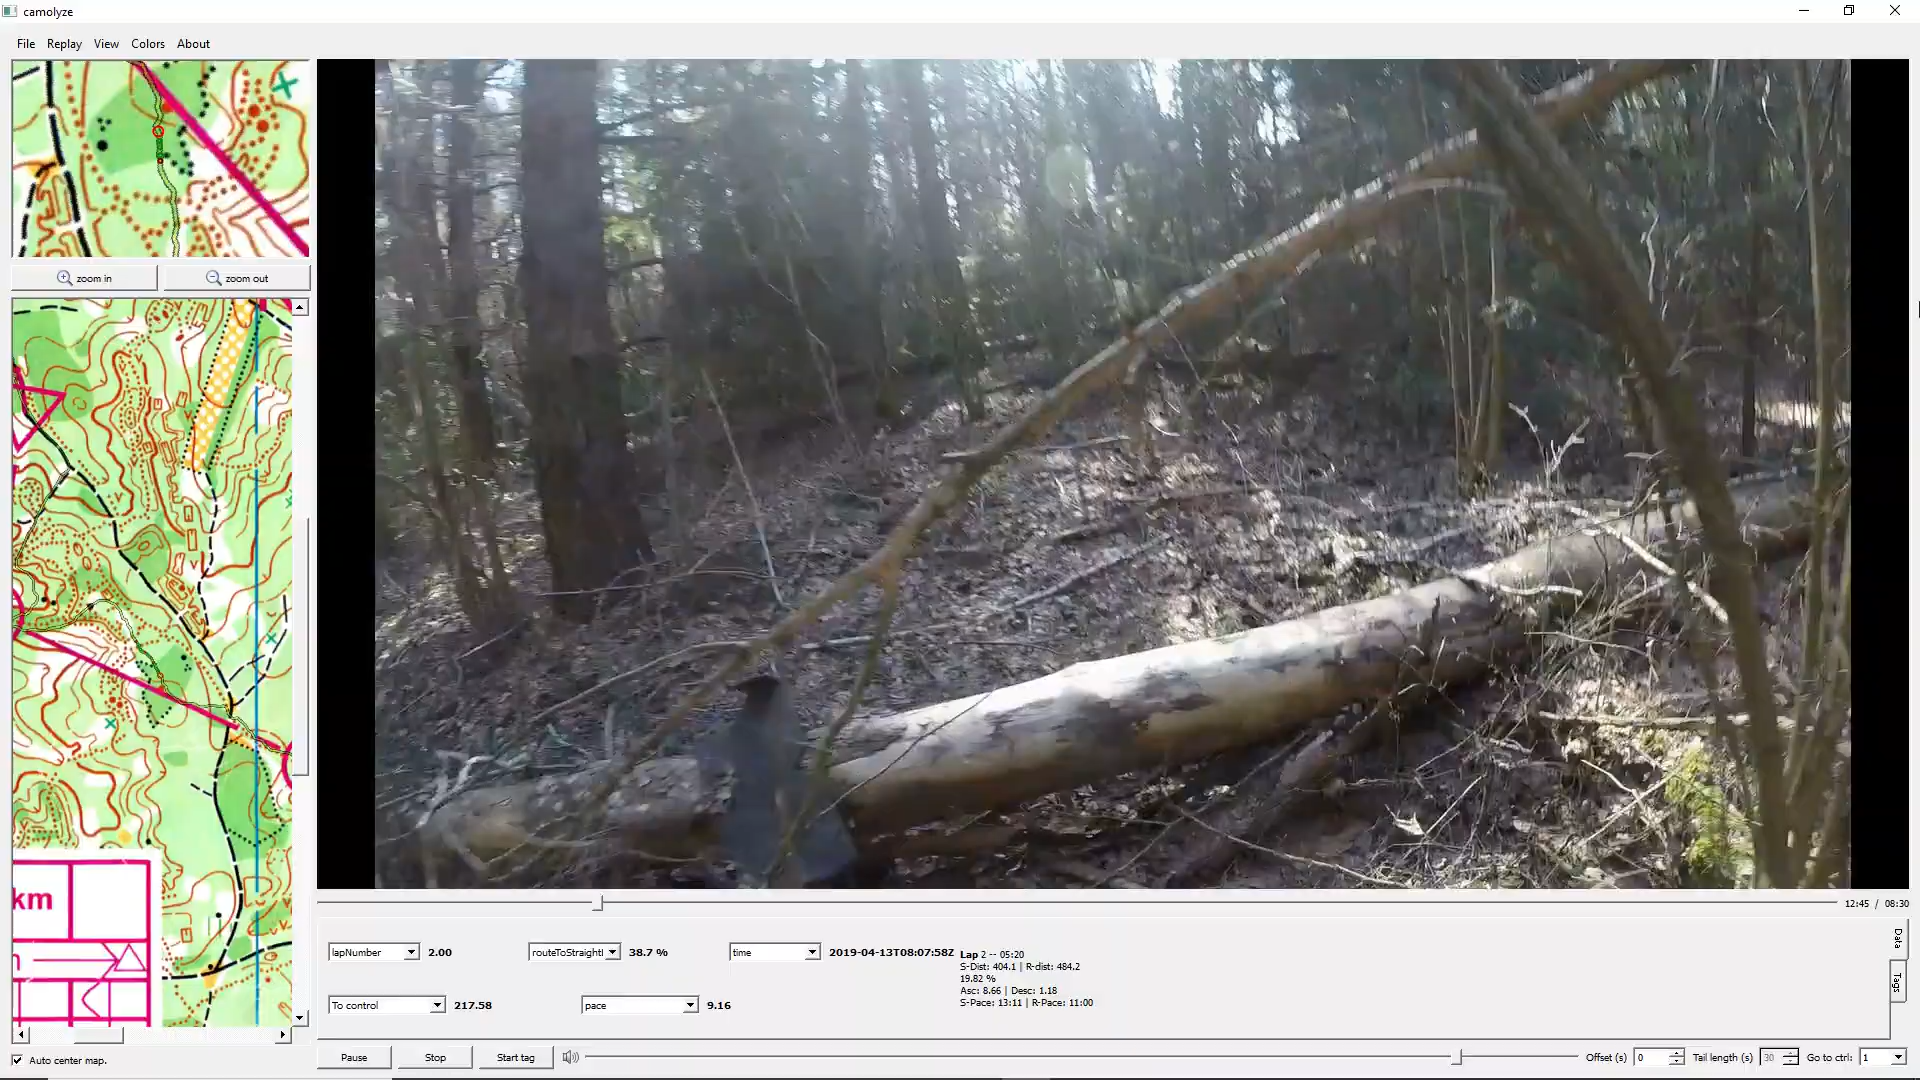 camolyze
File Replay View Colors About
zoom in zoom out
km
12:45 / 08:30
lapNumber 2.00 routeToStraightl 38.7 % time 2019-04-13T08:07:58Z
Lap 2 -- 05:20
S-Dist: 404.1 | R-dist: 484.2
19.82 %
Asc: 8.66 | Desc: 1.18
S-Pace: 13:11 | R-Pace: 11:00
To control 217.58 pace 9.16
Data
Tags
Auto center map.
Pause Stop Start tag Offset (s) 0 Tail length (s) 30 Go to ctrl: 1